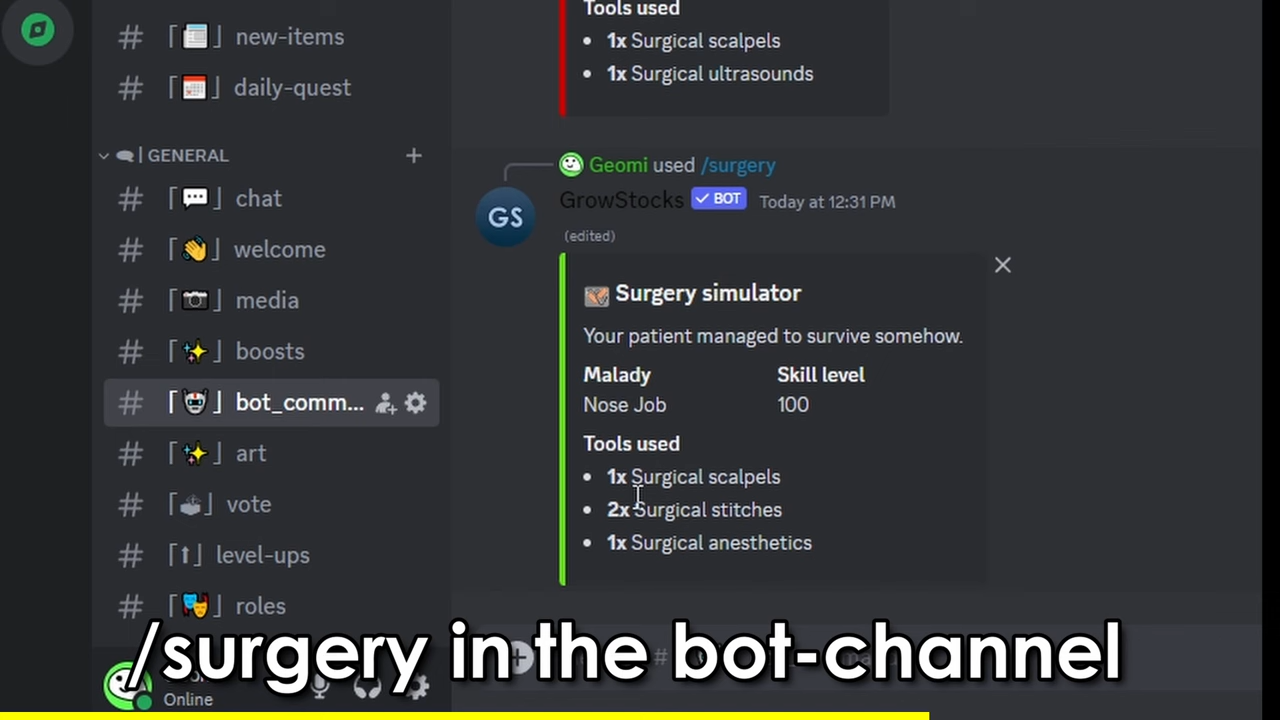 new-items
daily-quest
| GENERAL
chat
welcome
media
boosts
bot_comm...
art
vote
level-ups
roles
Online
Tools used
1x Surgical scalpels
1x Surgical ultrasounds
Geomi used /surgery
GS
GrowStocks BOT Today at 12:31 PM
(edited)
Surgery simulator
Your patient managed to survive somehow.
Malady Skill level
Nose Job 100
Tools used
1x Surgical scalpels
2x Surgical stitches
1x Surgical anesthetics
/surgery in the bot-channel